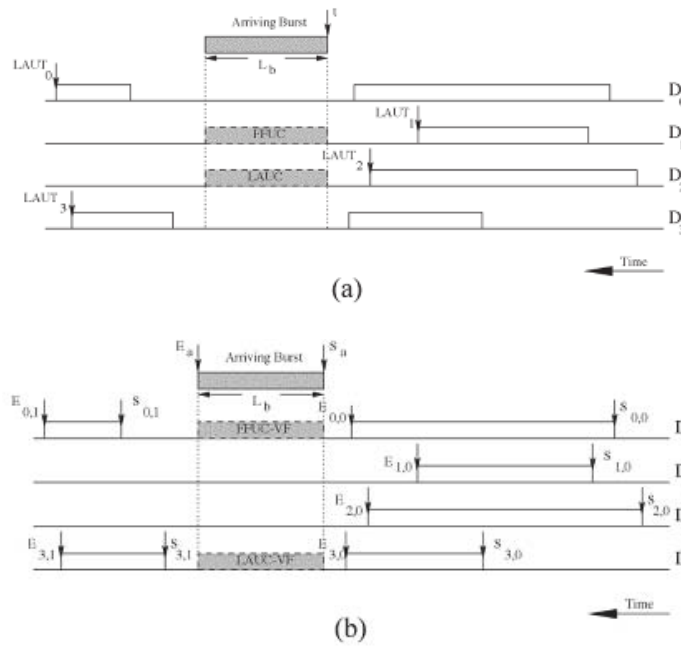 Arriving Burst
t
L b
LAUT 0
D
FFUC
LAUT 1
D
LAUC
LAUT 2
D
LAUT 3
D
Time
(a)
E a
S a
Arriving Burst
L b
E 0,1
S 0,1
FFUC-VF
E 0,0
S 0,0
E 1,0
S 1,0
E 2,0
S 2,0
E 3,1
S 3,1
LAUC-VF
E 3,0
S 3,0
Time
(b)